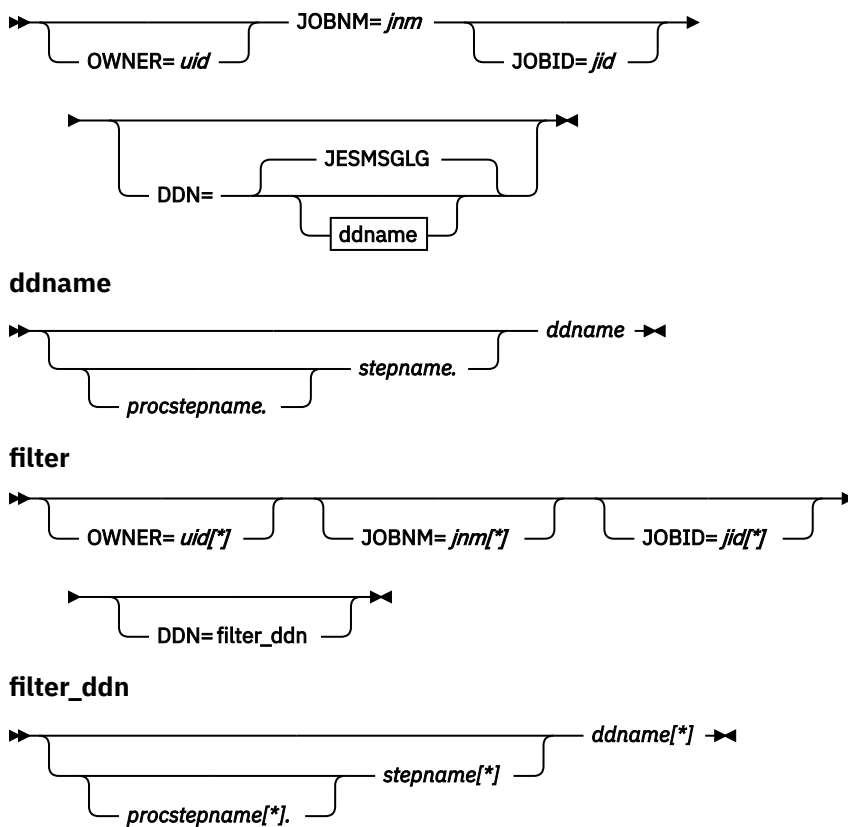 JOBNM= jnm
OWNER= uid
JOBID= jid
JESMSGLG
DDN=
ddname
ddname
ddname
stepname.
procstepname.
filter
OWNER= uid[*]
JOBNM= jnm[*]
JOBID= jid[*]
DDN= filter_ddn
filter_ddn
ddname[*]
stepname[*]
procstepname[*].